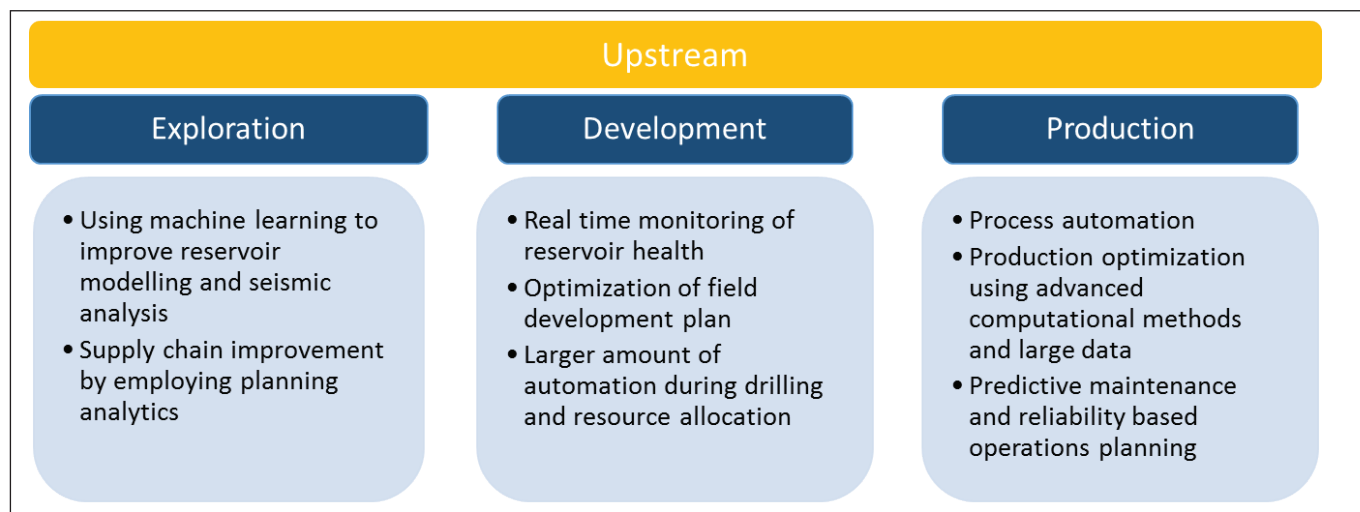 Upstream
Exploration
Development
Production
• Using machine learning to
improve reservoir
modelling and seismic
analysis
• Supply chain improvement
by employing planning
analytics
• Real time monitoring of
reservoir health
• Optimization of field
development plan
• Larger amount of
automation during drilling
and resource allocation
• Process automation
• Production optimization
using advanced
computational methods
and large data
• Predictive maintenance
and reliability based
operations planning